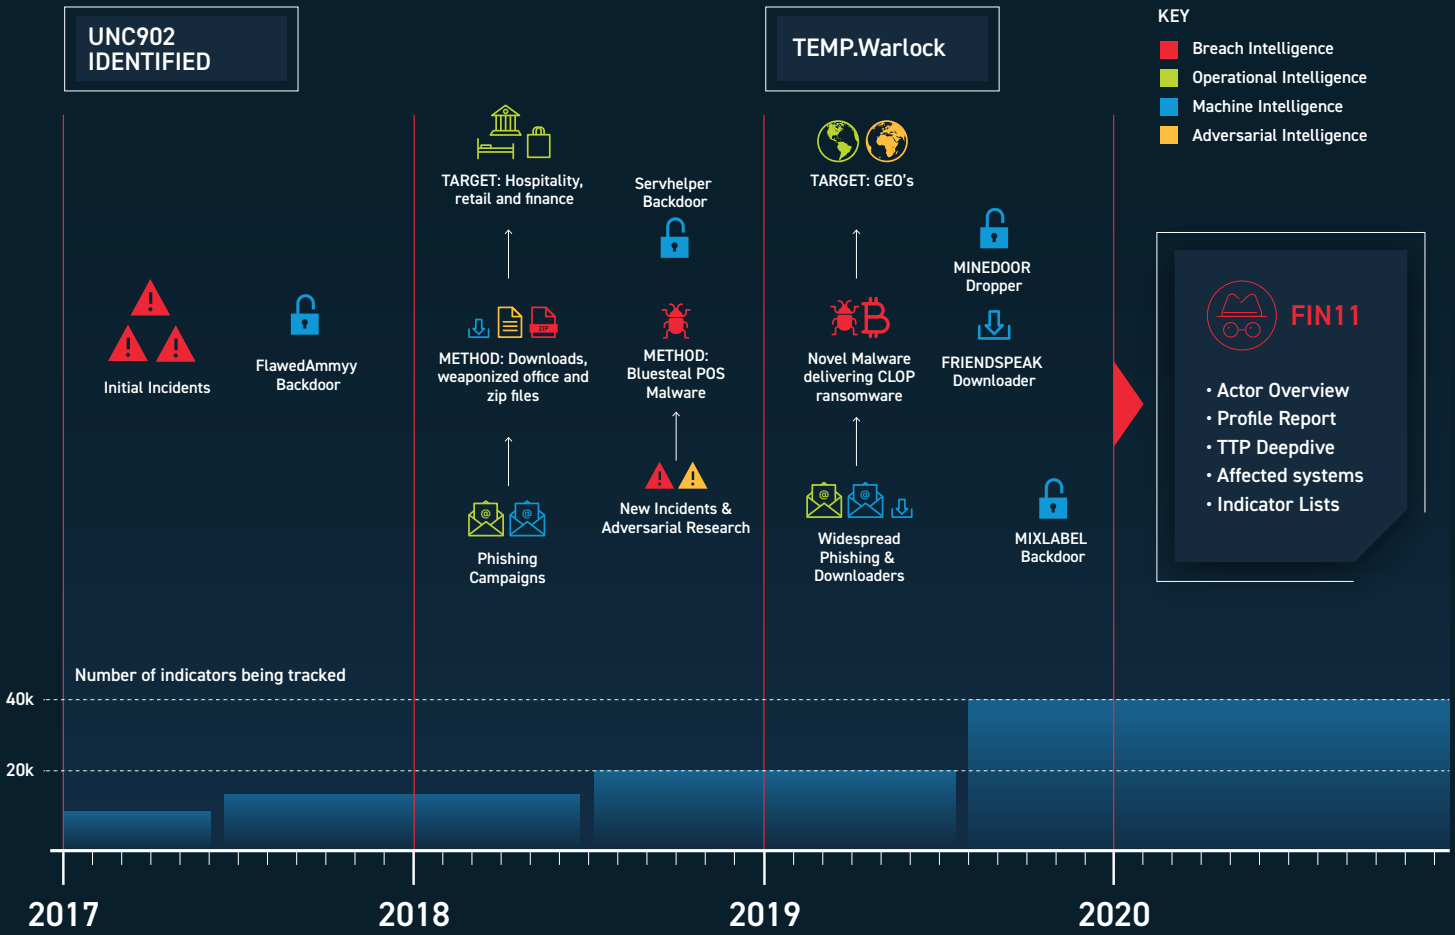 UNC902
IDENTIFIED
TEMP.Warlock
KEY
Breach Intelligence
Operational Intelligence
Machine Intelligence
Adversarial Intelligence
Initial Incidents
FlawedAmmyy
Backdoor
TARGET: Hospitality,
retail and finance
ZIP
METHOD: Downloads,
weaponized office and
zip files
@
@
Phishing
Campaigns
Servhelper
Backdoor
METHOD:
Bluesteal POS
Malware
New Incidents &
Adversarial Research
TARGET: GEO's
Novel Malware
delivering CLOP
ransomware
@
@
Widespread
Phishing &
Downloaders
MINEDOOR
Dropper
FRIENDSPEAK
Downloader
MIXLABEL
Backdoor
FIN11
• Actor Overview
• Profile Report
• TTP Deepdive
• Affected systems
• Indicator Lists
Number of indicators being tracked
40k
20k
2017
2018
2019
2020